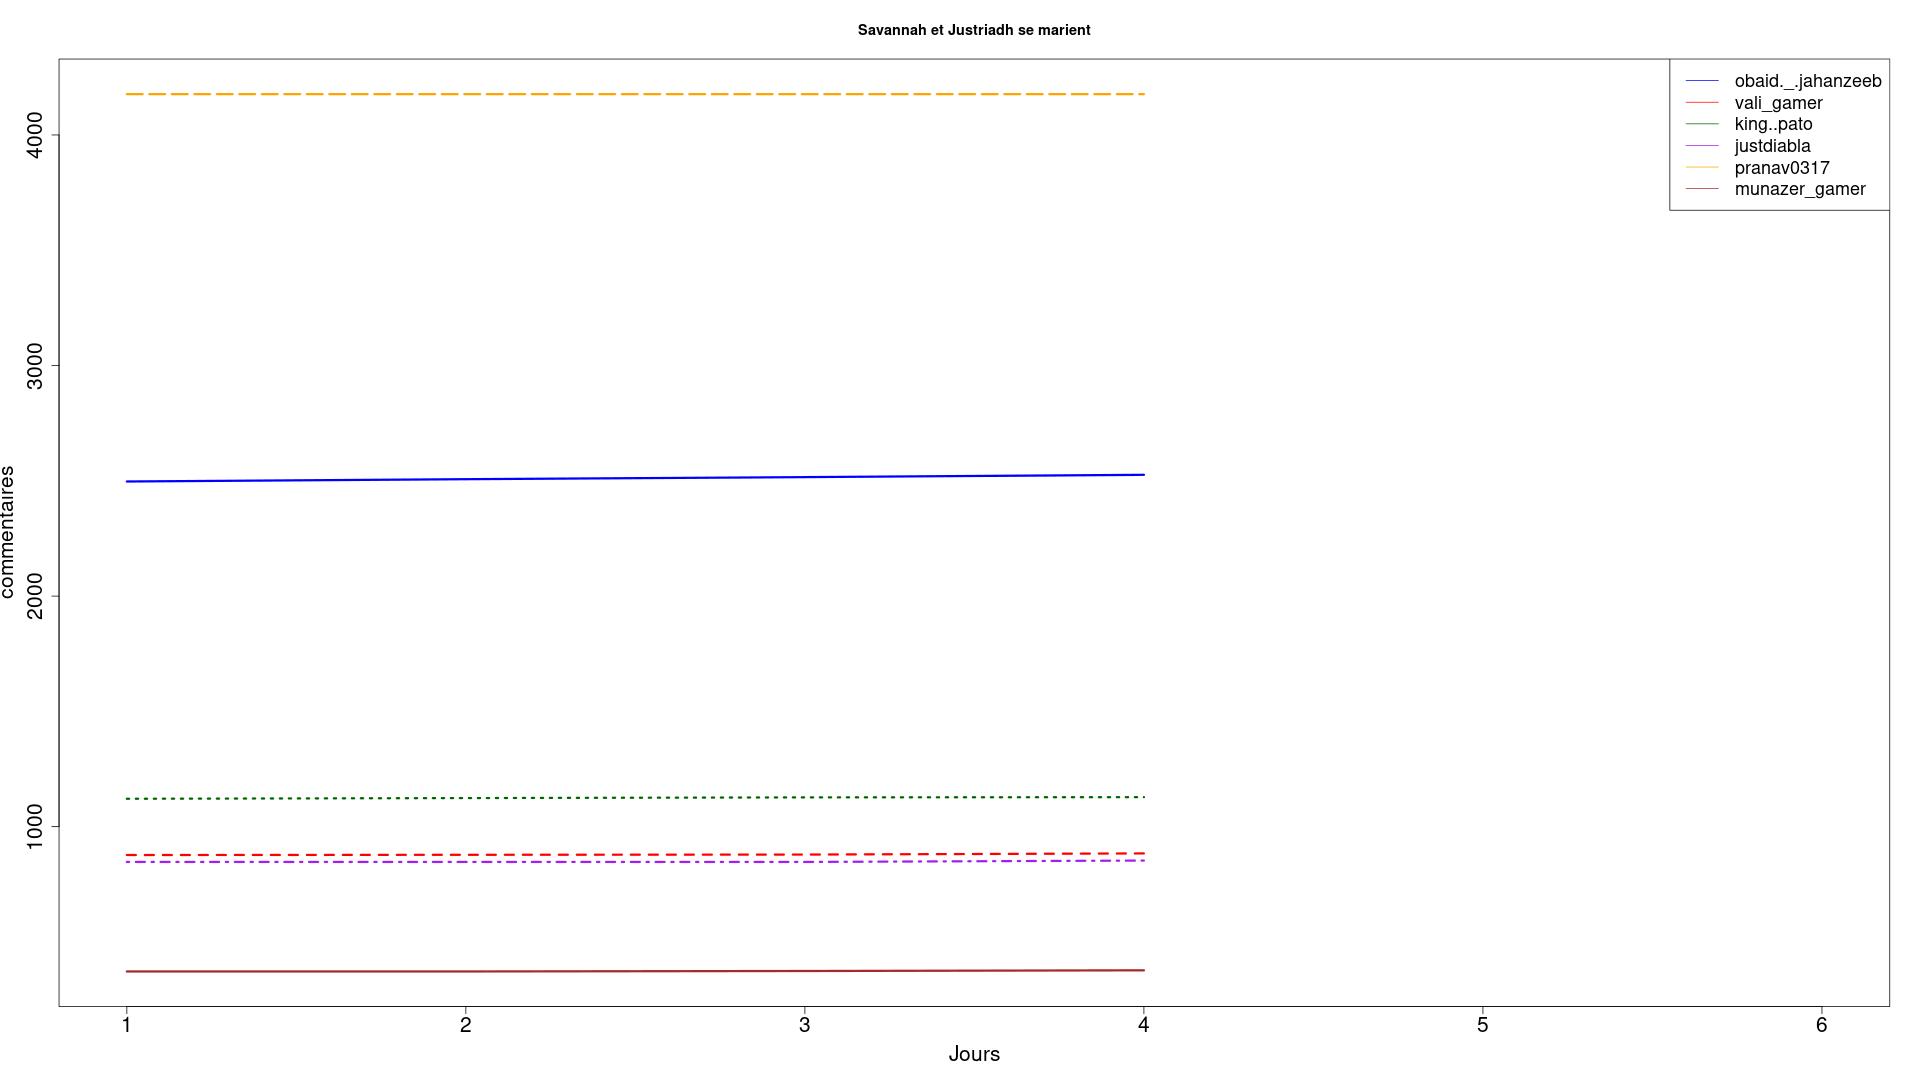 Savannah et Justriadh se marient
obaid._.jahanzeeb
vali_gamer
king..pato
justdiabla
pranav0317
munazer_gamer
commentaires
4000
3000
2000
1000
1 2 3 4 5 6
Jours